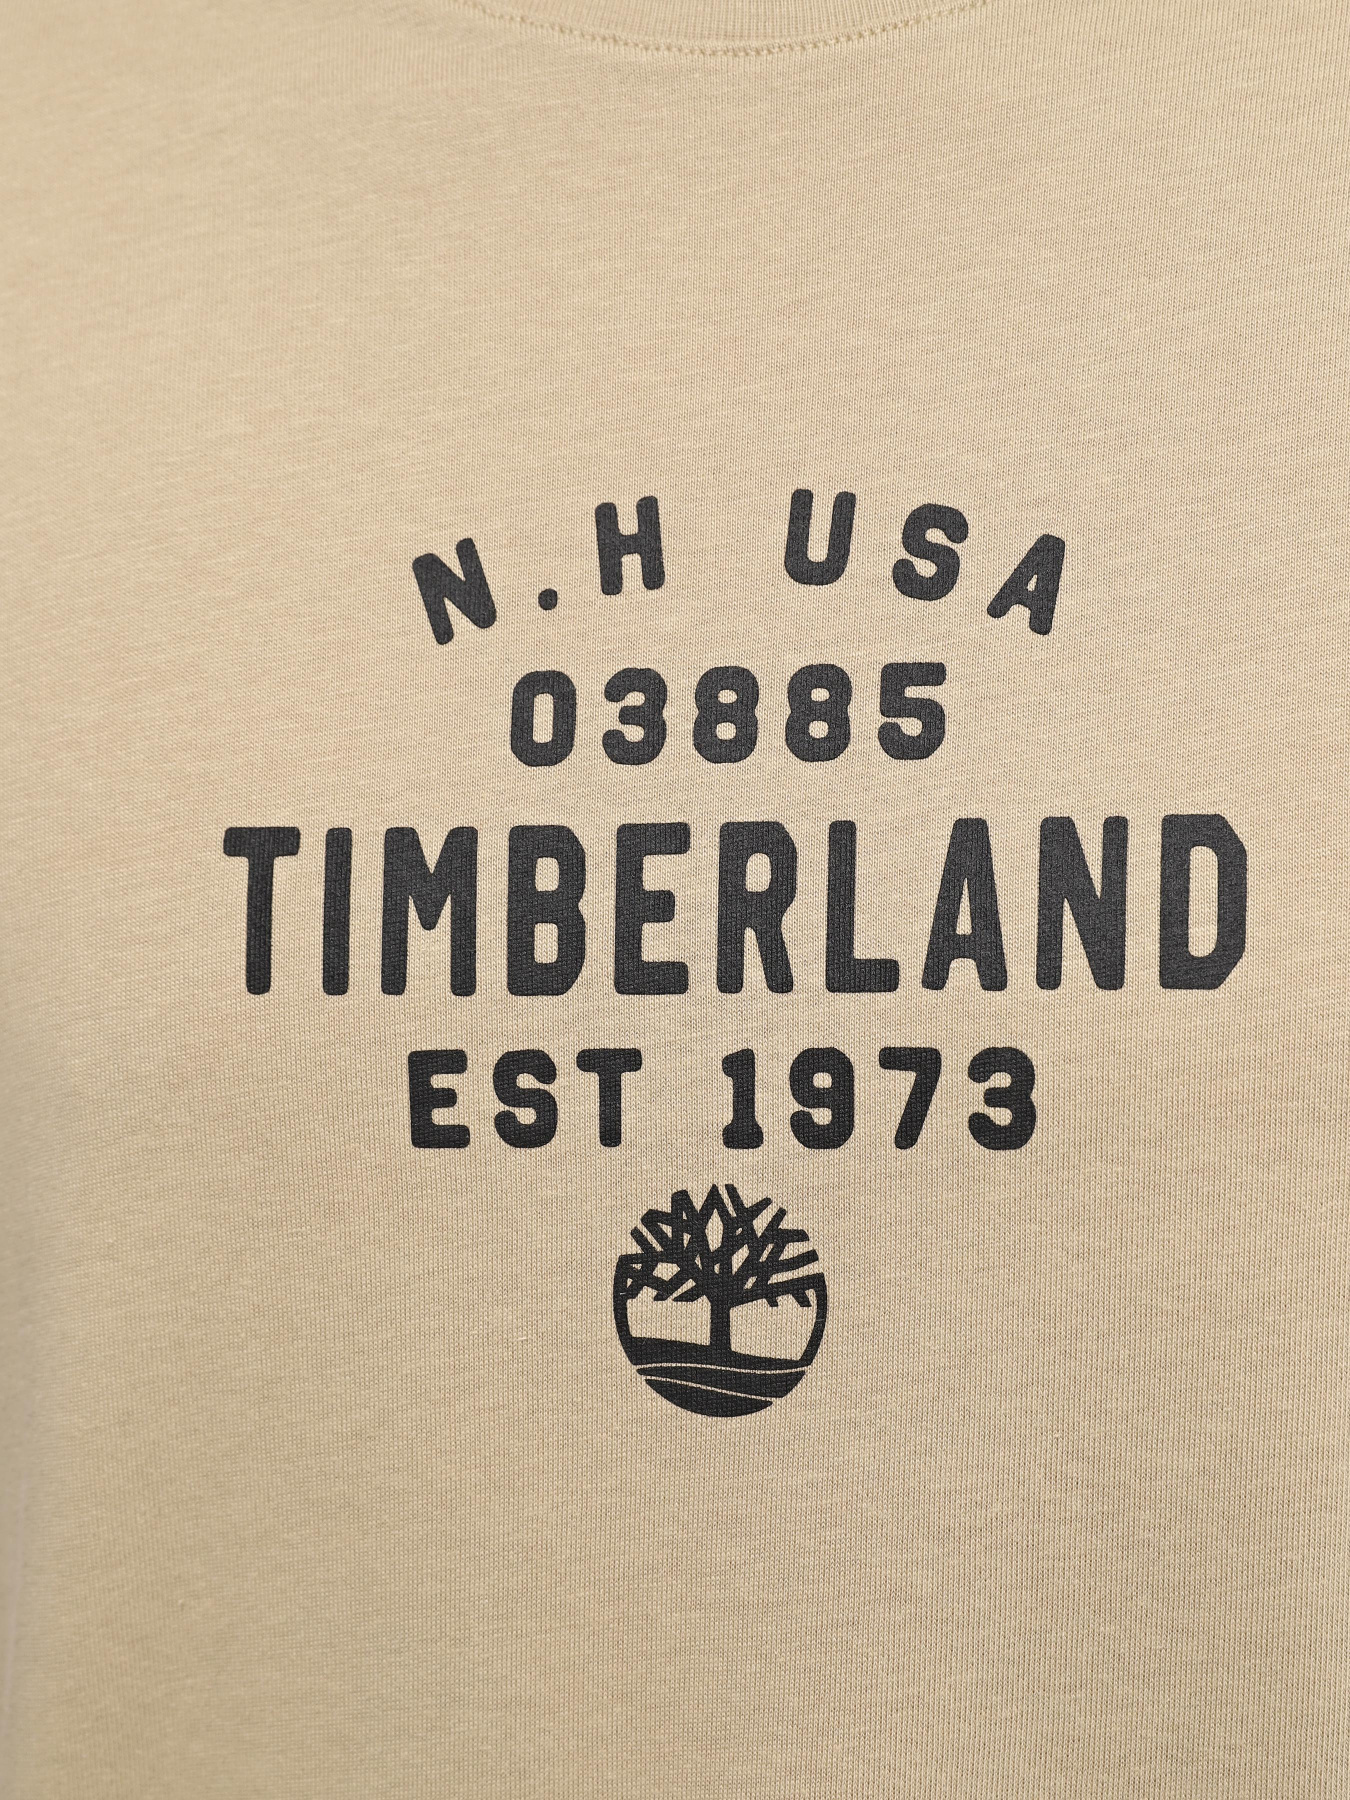 N.H USA
03885
TIMBERLAND
EST 1973